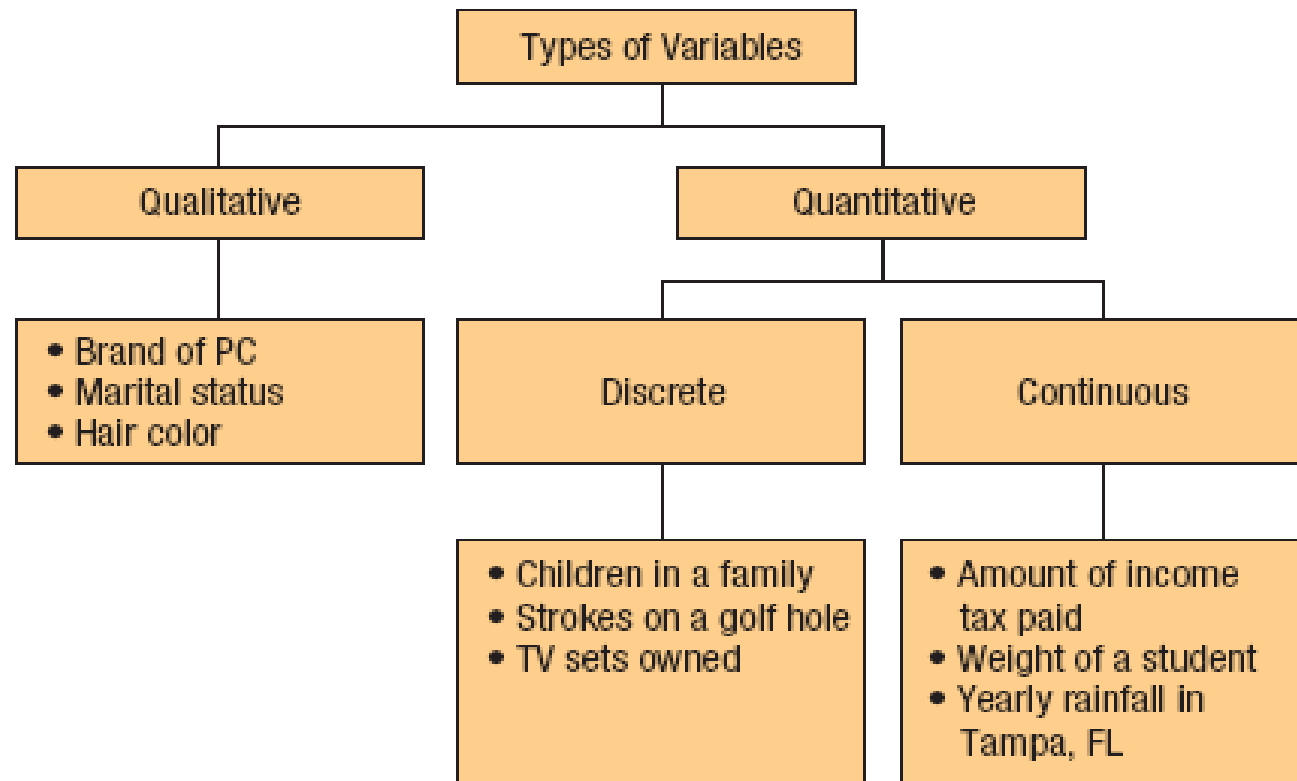 Types of Variables
Qualitative
Quantitative
• Brand of PC
• Marital status
• Hair color
Discrete
Continuous
• Children in a family
• Strokes on a golf hole
• TV sets owned
• Amount of income
tax paid
• Weight of a student
• Yearly rainfall in
Tampa, FL